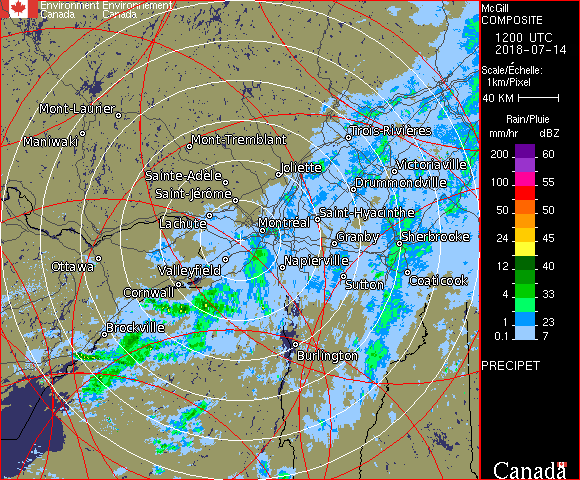 Environment Environnement
Canada Canada
McGill
COMPOSITE
1200 UTC
2018-07-14
Scale/Échelle:
1km/Pixel
40 KM
Rain/Pluie
mm/hr dBZ
200 60
100 55
50 50
24 45
12 40
4 33
1 23
0.1 7
PRECIPET
Canada
Mont-Laurier
Maniwaki
Mont-Tremblant
Trois-Rivières
Joliette
Victoriaville
Sainte-Adèle
Drummondville
Saint-Jérôme
Saint-Hyacinthe
Lachute
Montréal
Granby
Sherbrooke
Ottawa
Valleyfield
Napierville
Cornwall
Sutton
Coaticook
Brockville
Burlington